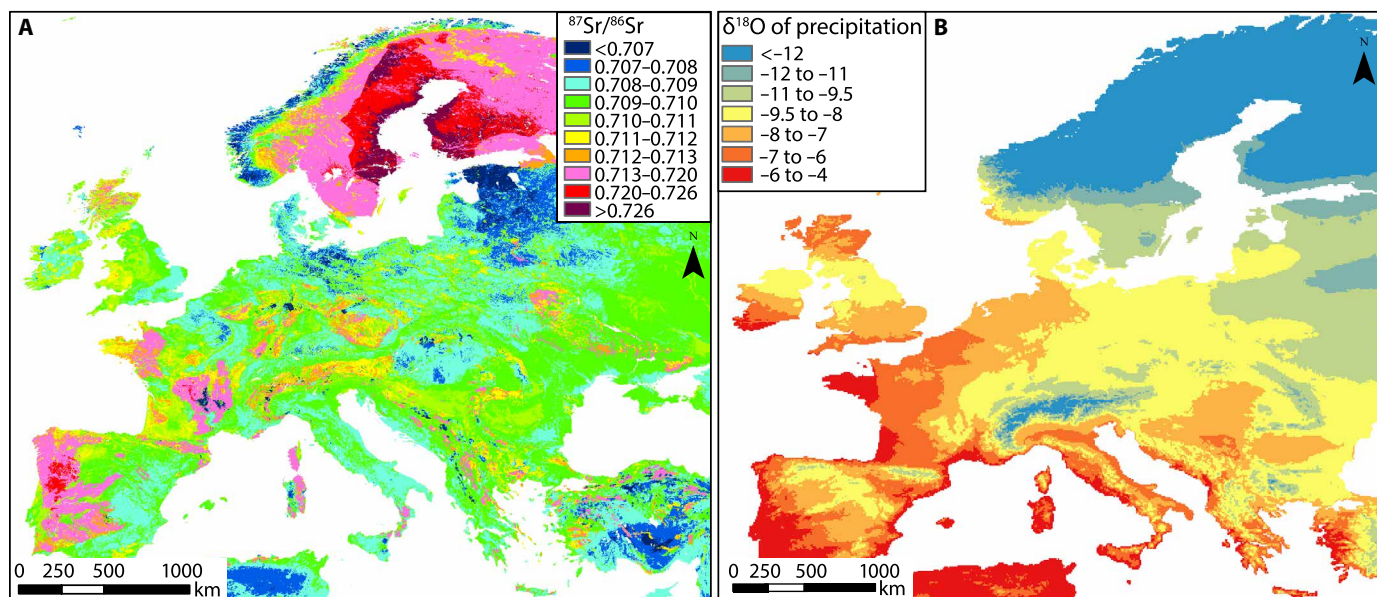 A
⁸⁷Sr/⁸⁶Sr
<0.707
0.707–0.708
0.708–0.709
0.709–0.710
0.710–0.711
0.711–0.712
0.712–0.713
0.713–0.720
0.720–0.726
>0.726
N
0 250 500 1000
km
δ¹⁸O of precipitation
<–12
–12 to –11
–11 to –9.5
–9.5 to –8
–8 to –7
–7 to –6
–6 to –4
B
N
0 250 500 1000
km